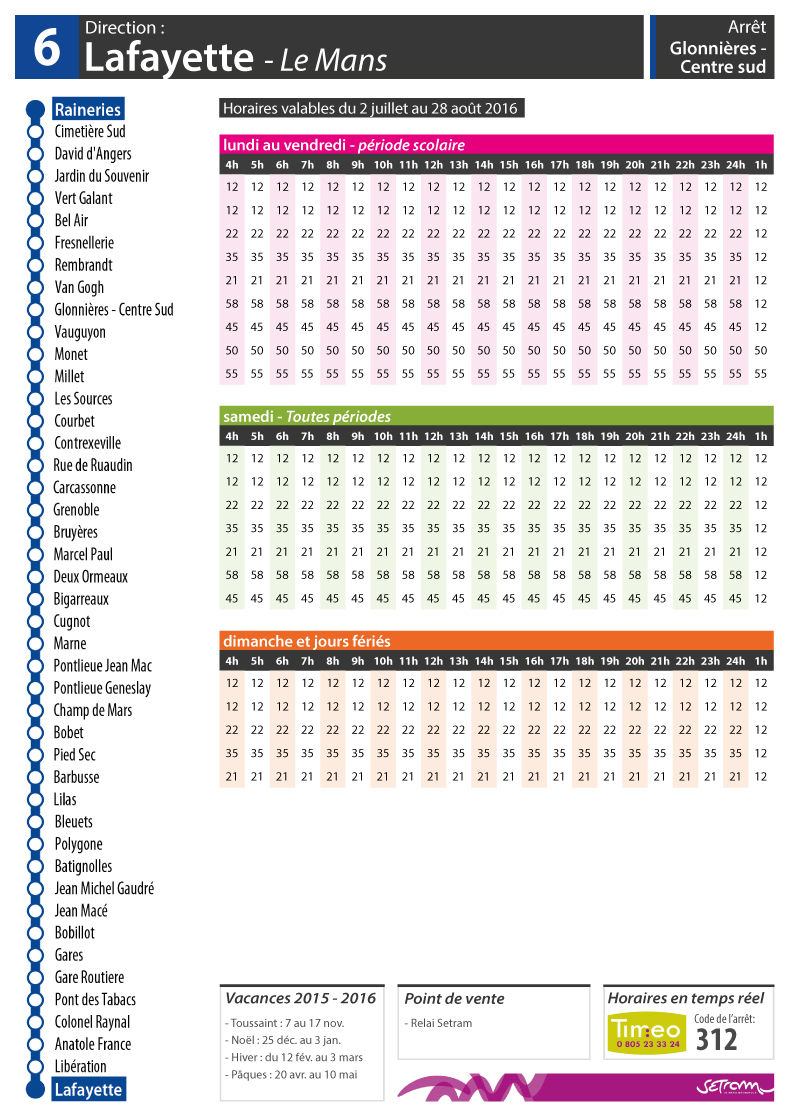 6
Direction :
Lafayette - Le Mans
Arrêt
Glonnières -
Centre sud
Raineries
Cimetière Sud
David d'Angers
Jardin du Souvenir
Vert Galant
Bel Air
Fresnellerie
Rembrandt
Van Gogh
Glonnières - Centre Sud
Vauguyon
Monet
Millet
Les Sources
Courbet
Contrexeville
Rue de Ruaudin
Carcassonne
Grenoble
Bruyères
Marcel Paul
Deux Ormeaux
Bigarreaux
Cugnot
Marne
Pontlieue Jean Mac
Pontlieue Geneslay
Champ de Mars
Bobet
Pied Sec
Barbusse
Lilas
Bleuets
Polygone
Batignolles
Jean Michel Gaudré
Jean Macé
Bobillot
Gares
Gare Routiere
Pont des Tabacs
Colonel Raynal
Anatole France
Libération
Lafayette
Horaires valables du 2 juillet au 28 août 2016
lundi au vendredi - période scolaire
4h 5h 6h 7h 8h 9h 10h 11h 12h 13h 14h 15h 16h 17h 18h 19h 20h 21h 22h 23h 24h 1h
12 12 12 12 12 12 12 12 12 12 12 12 12 12 12 12 12 12 12 12 12 12
12 12 12 12 12 12 12 12 12 12 12 12 12 12 12 12 12 12 12 12 12 12
22 22 22 22 22 22 22 22 22 22 22 22 22 22 22 22 22 22 22 22 22 12
35 35 35 35 35 35 35 35 35 35 35 35 35 35 35 35 35 35 35 35 35 12
21 21 21 21 21 21 21 21 21 21 21 21 21 21 21 21 21 21 21 21 21 12
58 58 58 58 58 58 58 58 58 58 58 58 58 58 58 58 58 58 58 58 58 12
45 45 45 45 45 45 45 45 45 45 45 45 45 45 45 45 45 45 45 45 45 12
50 50 50 50 50 50 50 50 50 50 50 50 50 50 50 50 50 50 50 50 50 50
55 55 55 55 55 55 55 55 55 55 55 55 55 55 55 55 55 55 55 55 55 55
samedi - Toutes périodes
4h 5h 6h 7h 8h 9h 10h 11h 12h 13h 14h 15h 16h 17h 18h 19h 20h 21h 22h 23h 24h 1h
12 12 12 12 12 12 12 12 12 12 12 12 12 12 12 12 12 12 12 12 12 12
12 12 12 12 12 12 12 12 12 12 12 12 12 12 12 12 12 12 12 12 12 12
22 22 22 22 22 22 22 22 22 22 22 22 22 22 22 22 22 22 22 22 22 12
35 35 35 35 35 35 35 35 35 35 35 35 35 35 35 35 35 35 35 35 35 12
21 21 21 21 21 21 21 21 21 21 21 21 21 21 21 21 21 21 21 21 21 12
58 58 58 58 58 58 58 58 58 58 58 58 58 58 58 58 58 58 58 58 58 12
45 45 45 45 45 45 45 45 45 45 45 45 45 45 45 45 45 45 45 45 45 12
dimanche et jours fériés
4h 5h 6h 7h 8h 9h 10h 11h 12h 13h 14h 15h 16h 17h 18h 19h 20h 21h 22h 23h 24h 1h
12 12 12 12 12 12 12 12 12 12 12 12 12 12 12 12 12 12 12 12 12 12
12 12 12 12 12 12 12 12 12 12 12 12 12 12 12 12 12 12 12 12 12 12
22 22 22 22 22 22 22 22 22 22 22 22 22 22 22 22 22 22 22 22 22 12
35 35 35 35 35 35 35 35 35 35 35 35 35 35 35 35 35 35 35 35 35 12
21 21 21 21 21 21 21 21 21 21 21 21 21 21 21 21 21 21 21 21 21 12
Vacances 2015 - 2016
- Toussaint : 7 au 17 nov.
- Noël : 25 déc. au 3 jan.
- Hiver : du 12 fév. au 3 mars
- Pâques : 20 avr. au 10 mai
Point de vente
- Relai Setram
Horaires en temps réel
Timeo
0 805 23 33 24
Code de l'arrêt:
312
SeTram